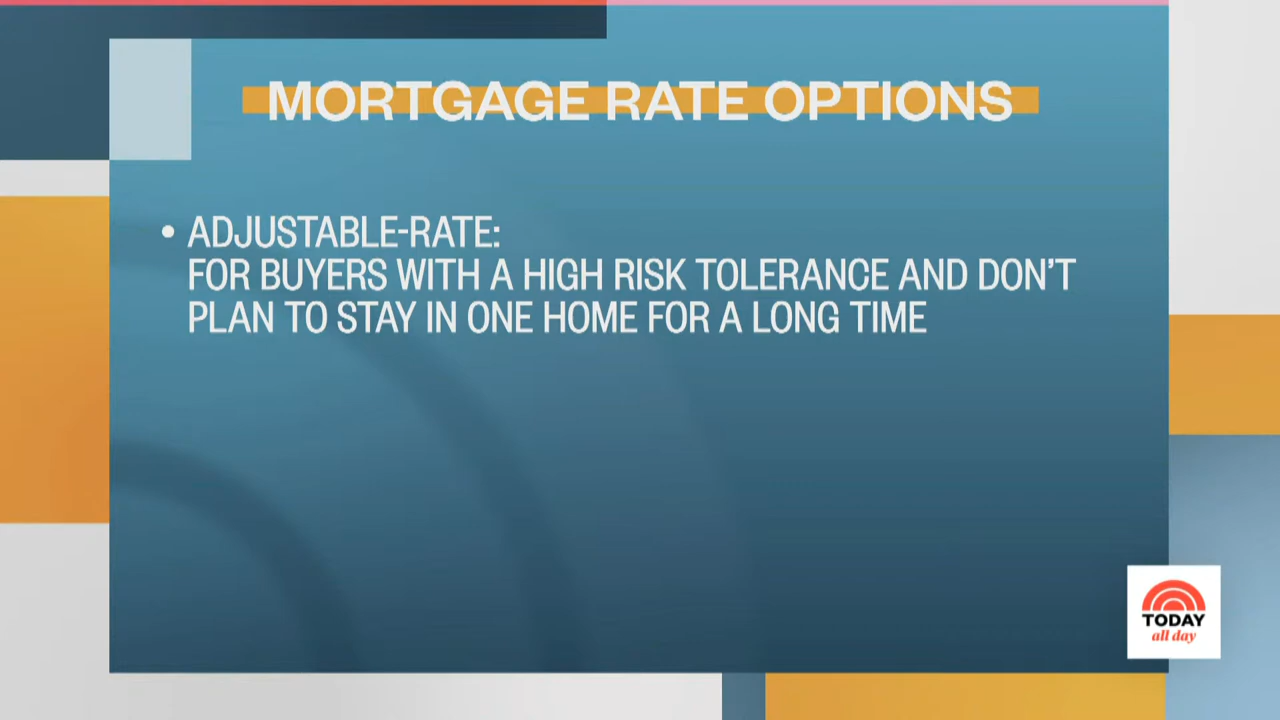 MORTGAGE RATE OPTIONS
• ADJUSTABLE-RATE:
FOR BUYERS WITH A HIGH RISK TOLERANCE AND DON'T
PLAN TO STAY IN ONE HOME FOR A LONG TIME
TODAY
all day